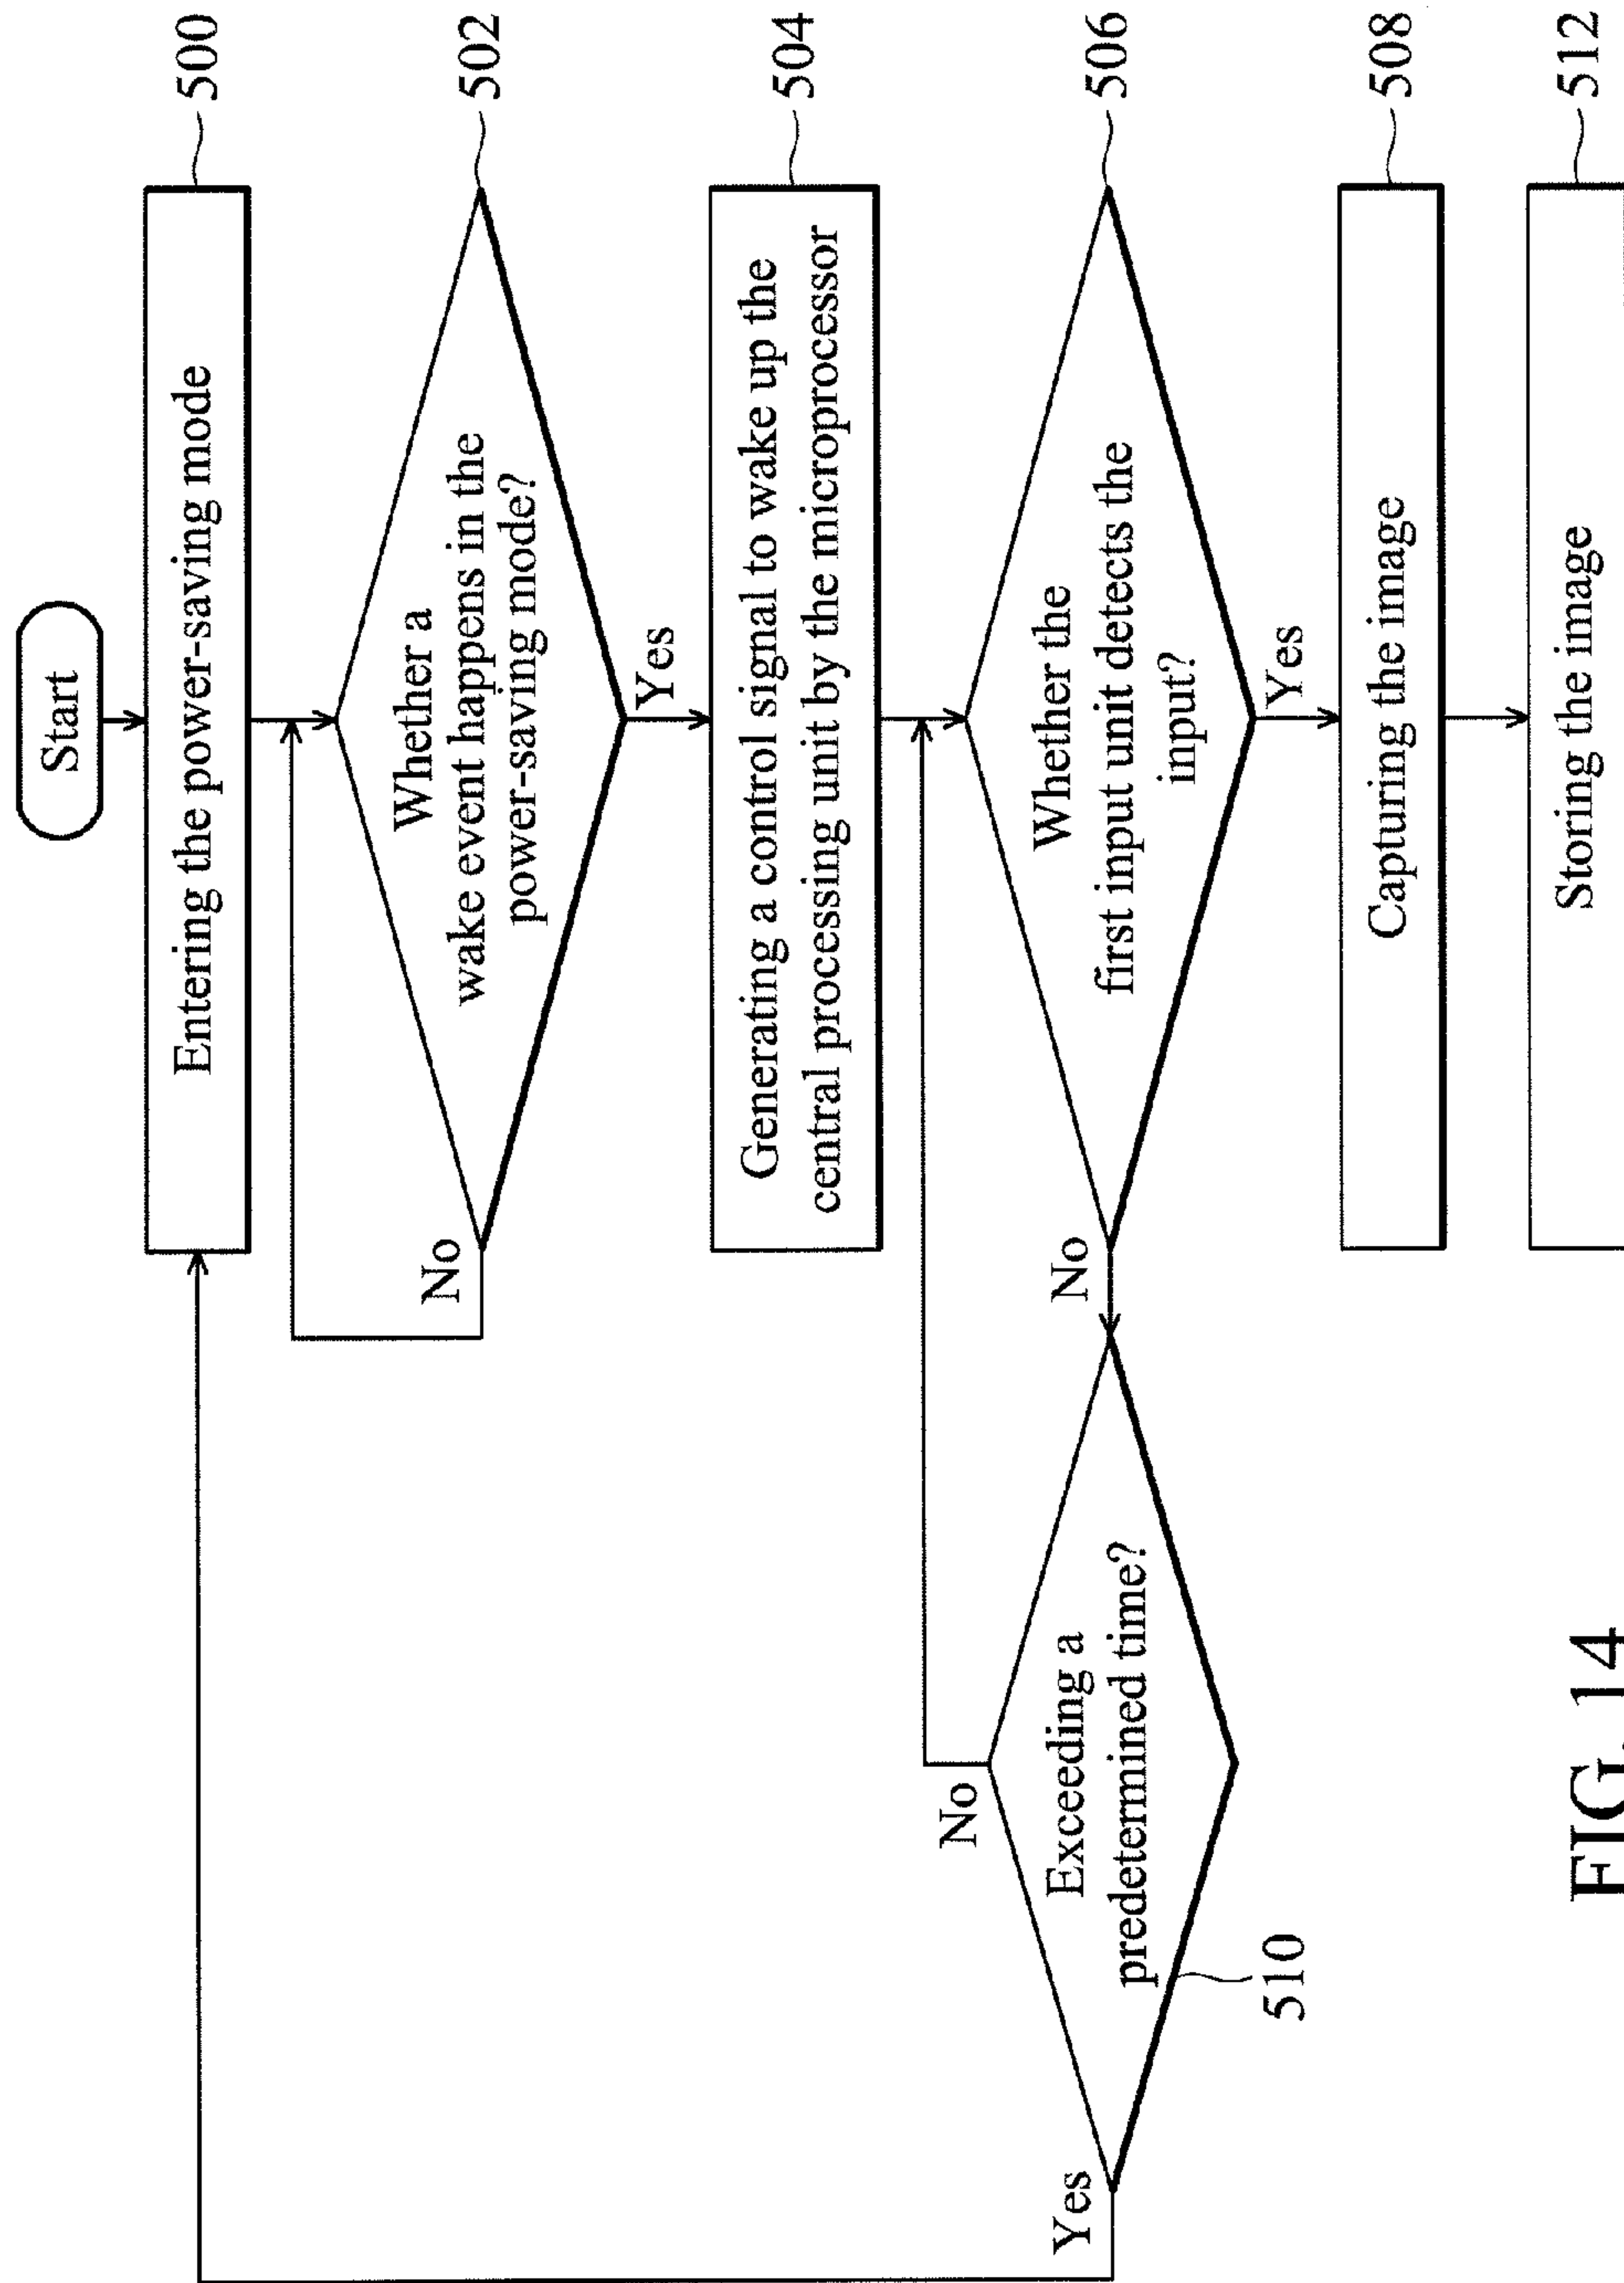 Start
Entering the power-saving mode
500
Whether a
wake event happens in the
power-saving mode?
502
No
Yes
Generating a control signal to wake up the
central processing unit by the microprocessor
504
Whether the
first input unit detects the
input?
506
No
Yes
Exceeding a
predetermined time?
No
Yes
510
Capturing the image
508
Storing the image
512
FIG. 14